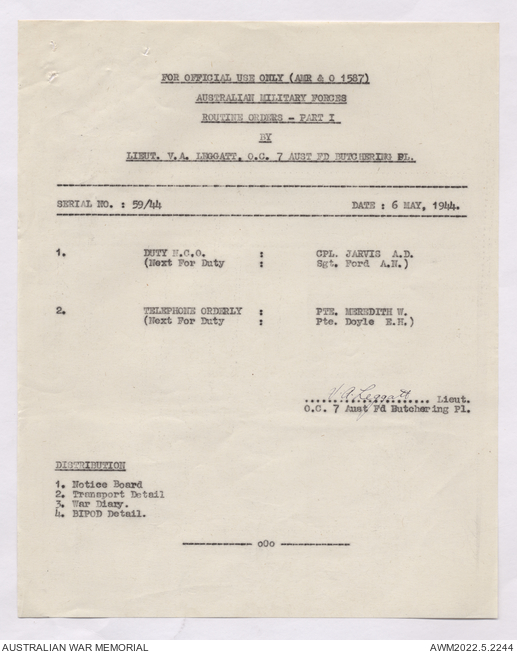 FOR OFFICIAL USE ONLY (AMR & O 1587)
AUSTRALIAN MILITARY FORCES
ROUTINE ORDERS - PART I
BY
LIEUT. V.A. LEGGATT, O.C. 7 AUST FD BUTCHERING PL.
SERIAL NO. : 59/44 DATE : 6 MAY, 1944.
1. DUTY N.C.O. : CPL. JARVIS A.D.
(Next For Duty : Sgt. Ford A.N.)
2. TELEPHONE ORDERLY : PTE. MEREDITH W.
(Next For Duty : Pte. Doyle E.H.)
V A Leggatt
.................... Lieut.
O.C. 7 Aust Fd Butchering Pl.
DISTRIBUTION
1. Notice Board
2. Transport Detail
3. War Diary.
4. BIPOD Detail.
---------- oOo ----------
AUSTRALIAN WAR MEMORIAL AWM2022.5.2244